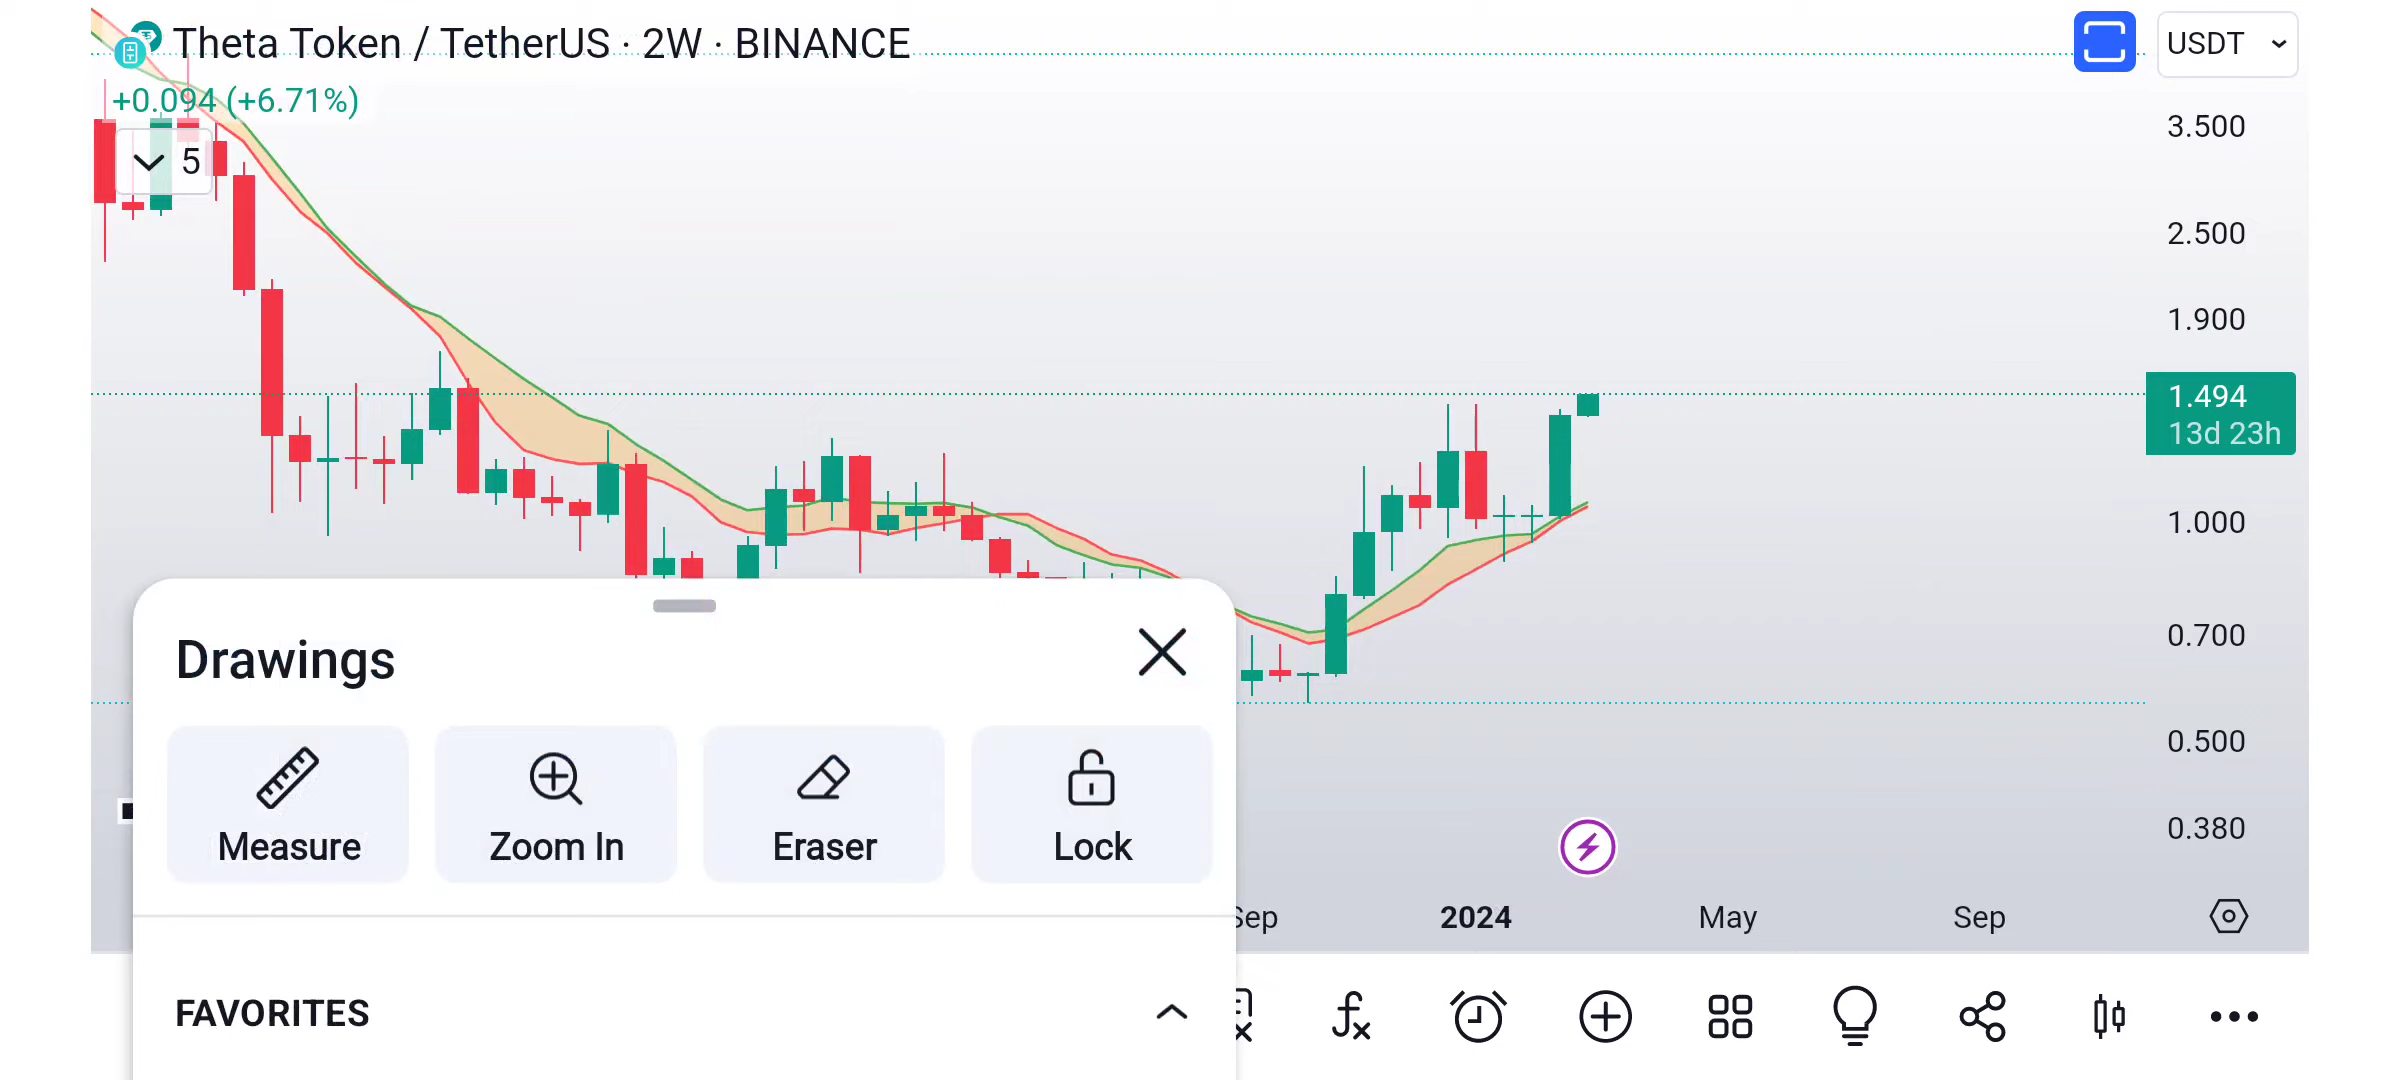 Theta Token / TetherUS · 2W · BINANCE
USDT
+0.094 (+6.71%)
5
3.500
2.500
1.900
1.494
13d 23h
1.000
0.700
0.500
0.380
Drawings
Measure
Zoom In
Eraser
Lock
Sep
2024
May
Sep
FAVORITES